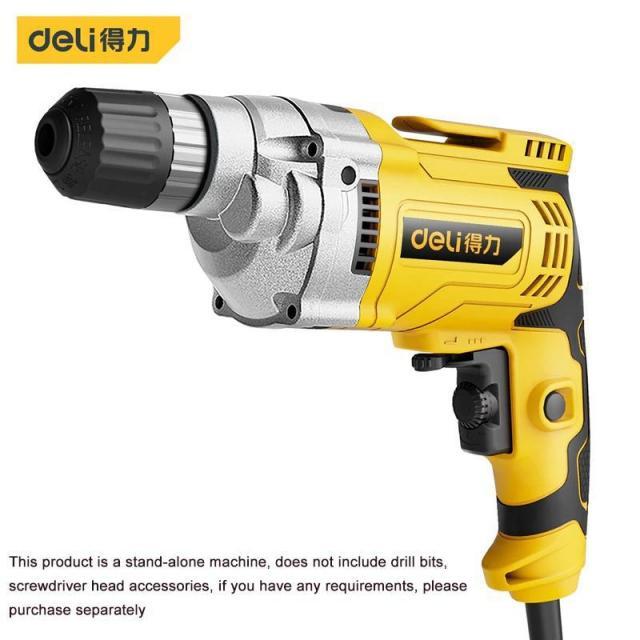 deli得力
deli得力
This product is a stand-alone machine, does not include drill bits,
screwdriver head accessories, if you have any requirements, please
purchase separately